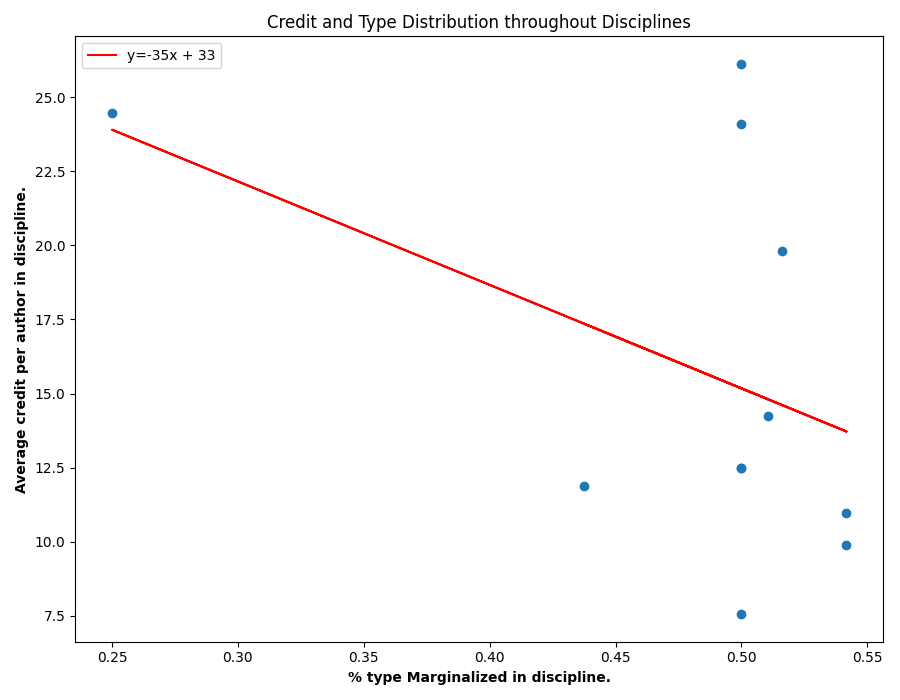 Credit and Type Distribution throughout Disciplines
y=-35x + 33
Average credit per author in discipline.
25.0
22.5
20.0
17.5
15.0
12.5
10.0
7.5
0.25 0.30 0.35 0.40 0.45 0.50 0.55
% type Marginalized in discipline.